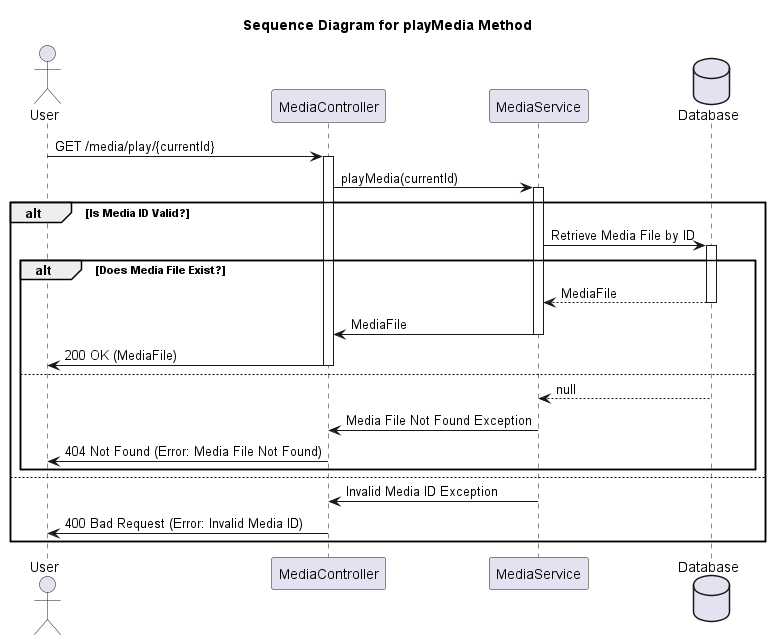 Sequence Diagram for playMedia Method
User
MediaController
MediaService
Database
GET /media/play/{currentId}
playMedia(currentId)
alt
[Is Media ID Valid?]
Retrieve Media File by ID
alt
[Does Media File Exist?]
MediaFile
MediaFile
200 OK (MediaFile)
null
Media File Not Found Exception
404 Not Found (Error: Media File Not Found)
Invalid Media ID Exception
400 Bad Request (Error: Invalid Media ID)
User
MediaController
MediaService
Database